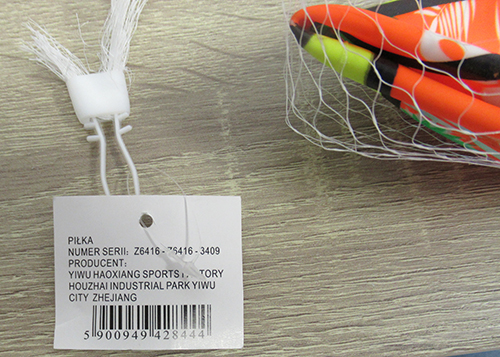 PIŁKA
NUMER SERII: Z6416 - Z6416 - 3409
PRODUCENT:
YIWU HAOXIANG SPORTS FACTORY
HOUZHAI INDUSTRIAL PARK YIWU
CITY ZHEJIANG
5 900949 428444